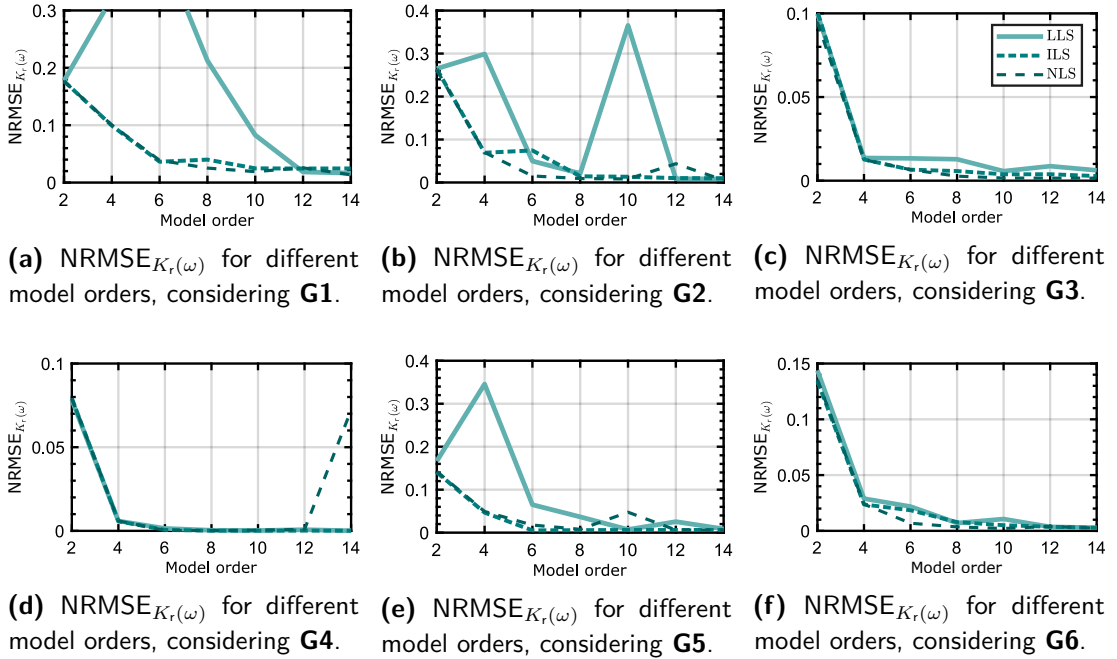 0.3
0.2
0.1
0
NRMSE_{K_r(ω)}
2 4 6 8 10 12 14
Model order
(a) NRMSE_{K_r(ω)} for different
model orders, considering G1.
0.4
0.3
0.2
0.1
0
NRMSE_{K_r(ω)}
2 4 6 8 10 12 14
Model order
(b) NRMSE_{K_r(ω)} for different
model orders, considering G2.
0.1
0.05
0
NRMSE_{K_r(ω)}
LLS
ILS
NLS
2 4 6 8 10 12 14
Model order
(c) NRMSE_{K_r(ω)} for different
model orders, considering G3.
0.1
0.05
0
NRMSE_{K_r(ω)}
2 4 6 8 10 12 14
Model order
(d) NRMSE_{K_r(ω)} for different
model orders, considering G4.
0.4
0.3
0.2
0.1
0
NRMSE_{K_r(ω)}
2 4 6 8 10 12 14
Model order
(e) NRMSE_{K_r(ω)} for different
model orders, considering G5.
0.15
0.1
0.05
0
NRMSE_{K_r(ω)}
2 4 6 8 10 12 14
Model order
(f) NRMSE_{K_r(ω)} for different
model orders, considering G6.